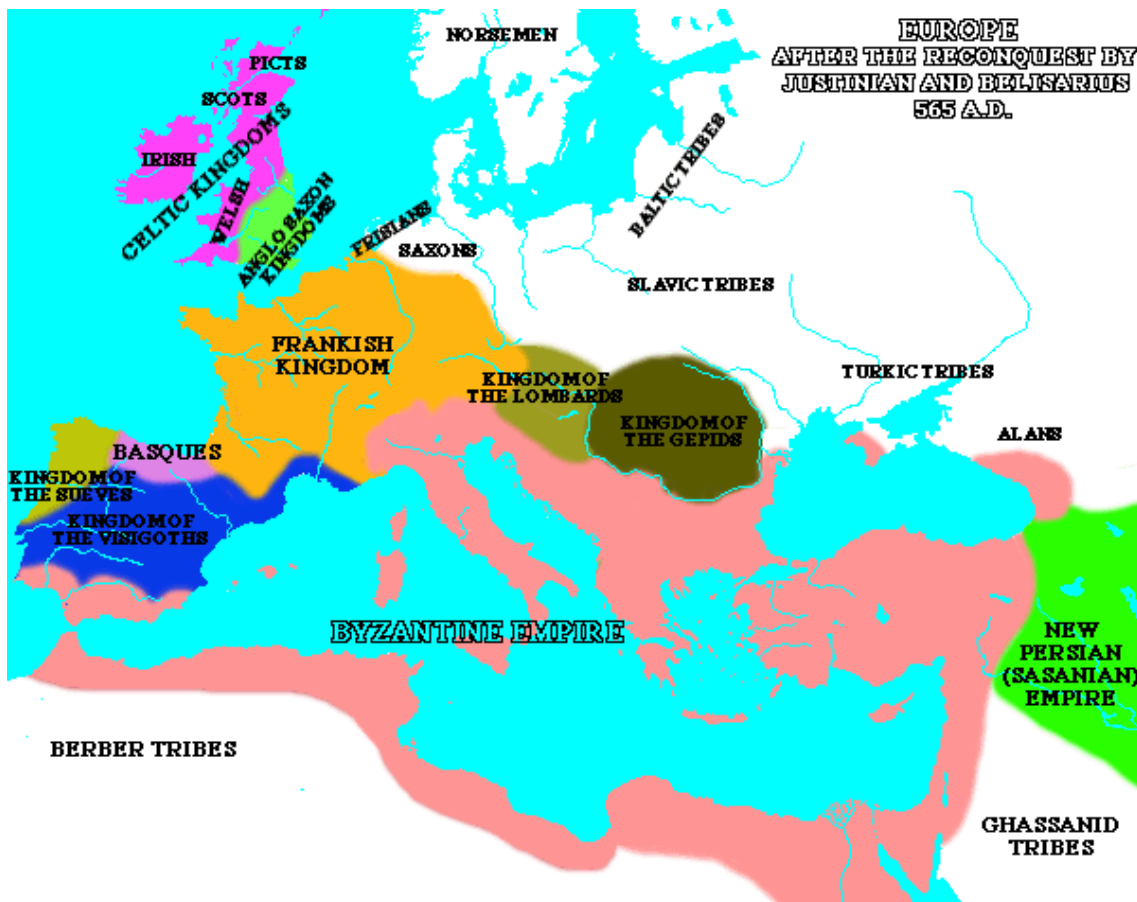 EUROPE
AFTER THE RECONQUEST BY
JUSTINIAN AND BELISARIUS
565 A.D.
NORSEMEN
PICTS
SCOTS
IRISH
CELTIC KINGDOMS
WELSH
ANGLO SAXON
KINGDOMS
FRISIANS
SAXONS
BALTIC TRIBES
SLAVIC TRIBES
FRANKISH
KINGDOM
KINGDOM OF
THE LOMBARDS
KINGDOM OF
THE GEPIDS
TURKIC TRIBES
ALANS
BASQUES
KINGDOM OF
THE SUEVES
KINGDOM OF
THE VISIGOTHS
BYZANTINE EMPIRE
NEW
PERSIAN
(SASANIAN)
EMPIRE
BERBER TRIBES
GHASSANID
TRIBES